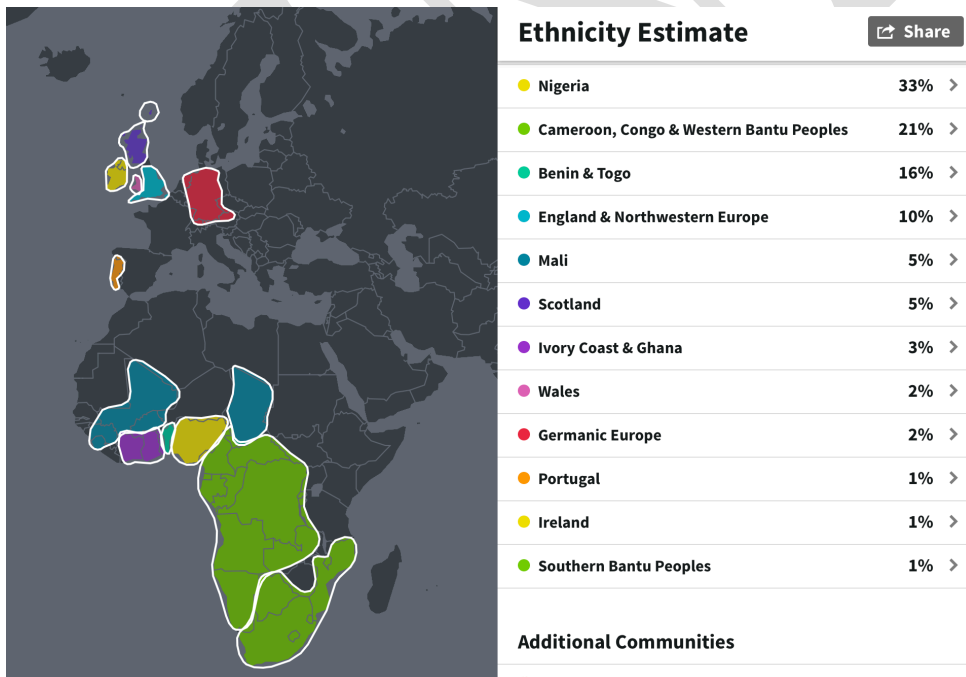 Ethnicity Estimate
Share
Nigeria 33%
Cameroon, Congo & Western Bantu Peoples 21%
Benin & Togo 16%
England & Northwestern Europe 10%
Mali 5%
Scotland 5%
Ivory Coast & Ghana 3%
Wales 2%
Germanic Europe 2%
Portugal 1%
Ireland 1%
Southern Bantu Peoples 1%
Additional Communities